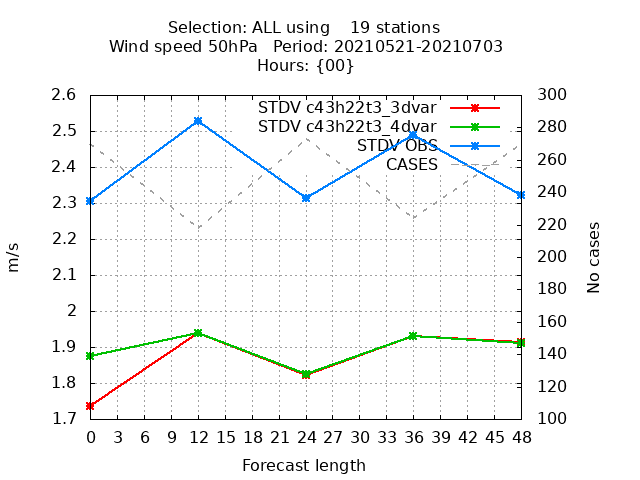 Selection: ALL using    19 stations
Wind speed 50hPa   Period: 20210521-20210703
Hours: {00}
STDV c43h22t3_3dvar
STDV c43h22t3_4dvar
STDV OBS
CASES
2.6
2.5
2.4
2.3
2.2
2.1
2
1.9
1.8
1.7
m/s
300
280
260
240
220
200
180
160
140
120
100
No cases
0 3 6 9 12 15 18 21 24 27 30 33 36 39 42 45 48
Forecast length